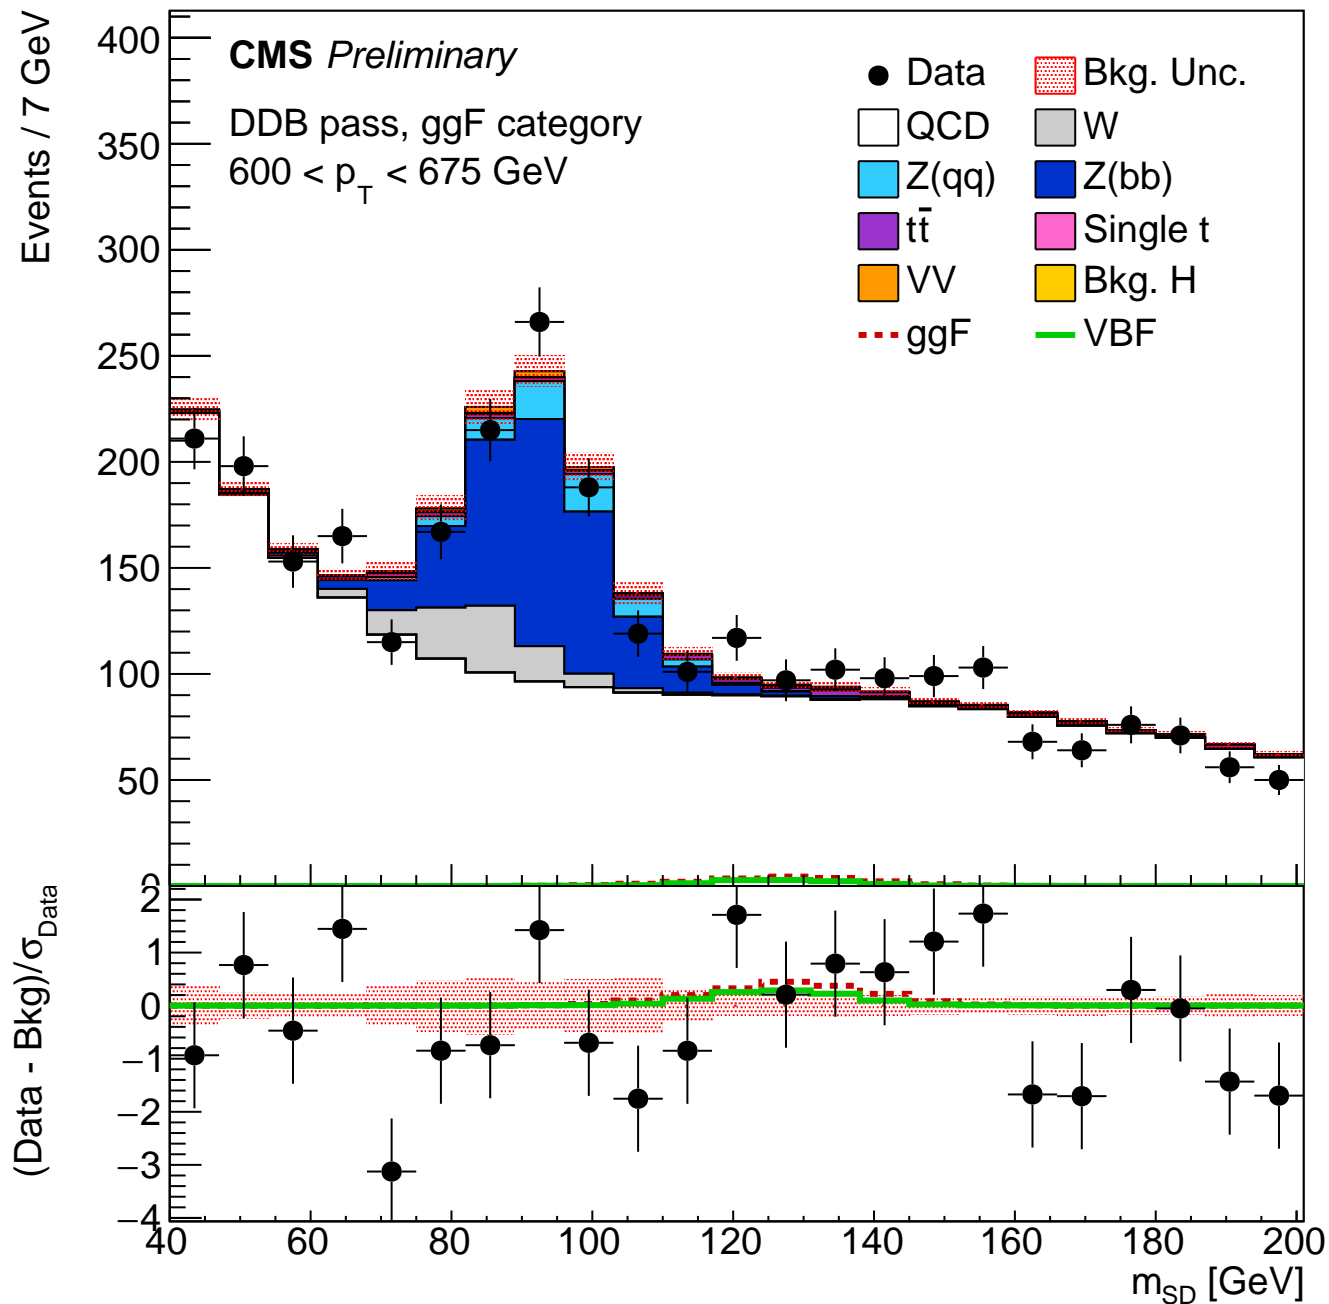 CMS Preliminary
DDB pass, ggF category
600 < p_T < 675 GeV
Data
Bkg. Unc.
QCD
W
Z(qq)
Z(bb)
tt̄
Single t
VV
Bkg. H
ggF
VBF
Events / 7 GeV
400
350
300
250
200
150
100
50
0
(Data - Bkg)/σ_Data
2
1
0
−1
−2
−3
−4
40 60 80 100 120 140 160 180 200
m_SD [GeV]